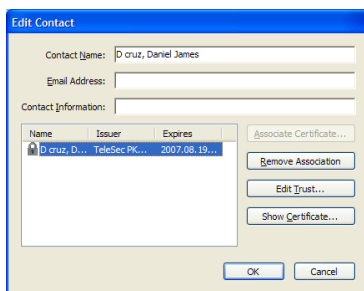 Edit Contact
Contact Name: D cruz, Daniel James
Email Address:
Contact Information:
Name Issuer Expires Associate Certificate...
D cruz, D... TeleSec PK... 2007.08.19...
Remove Association
Edit Trust...
Show Certificate...
OK Cancel